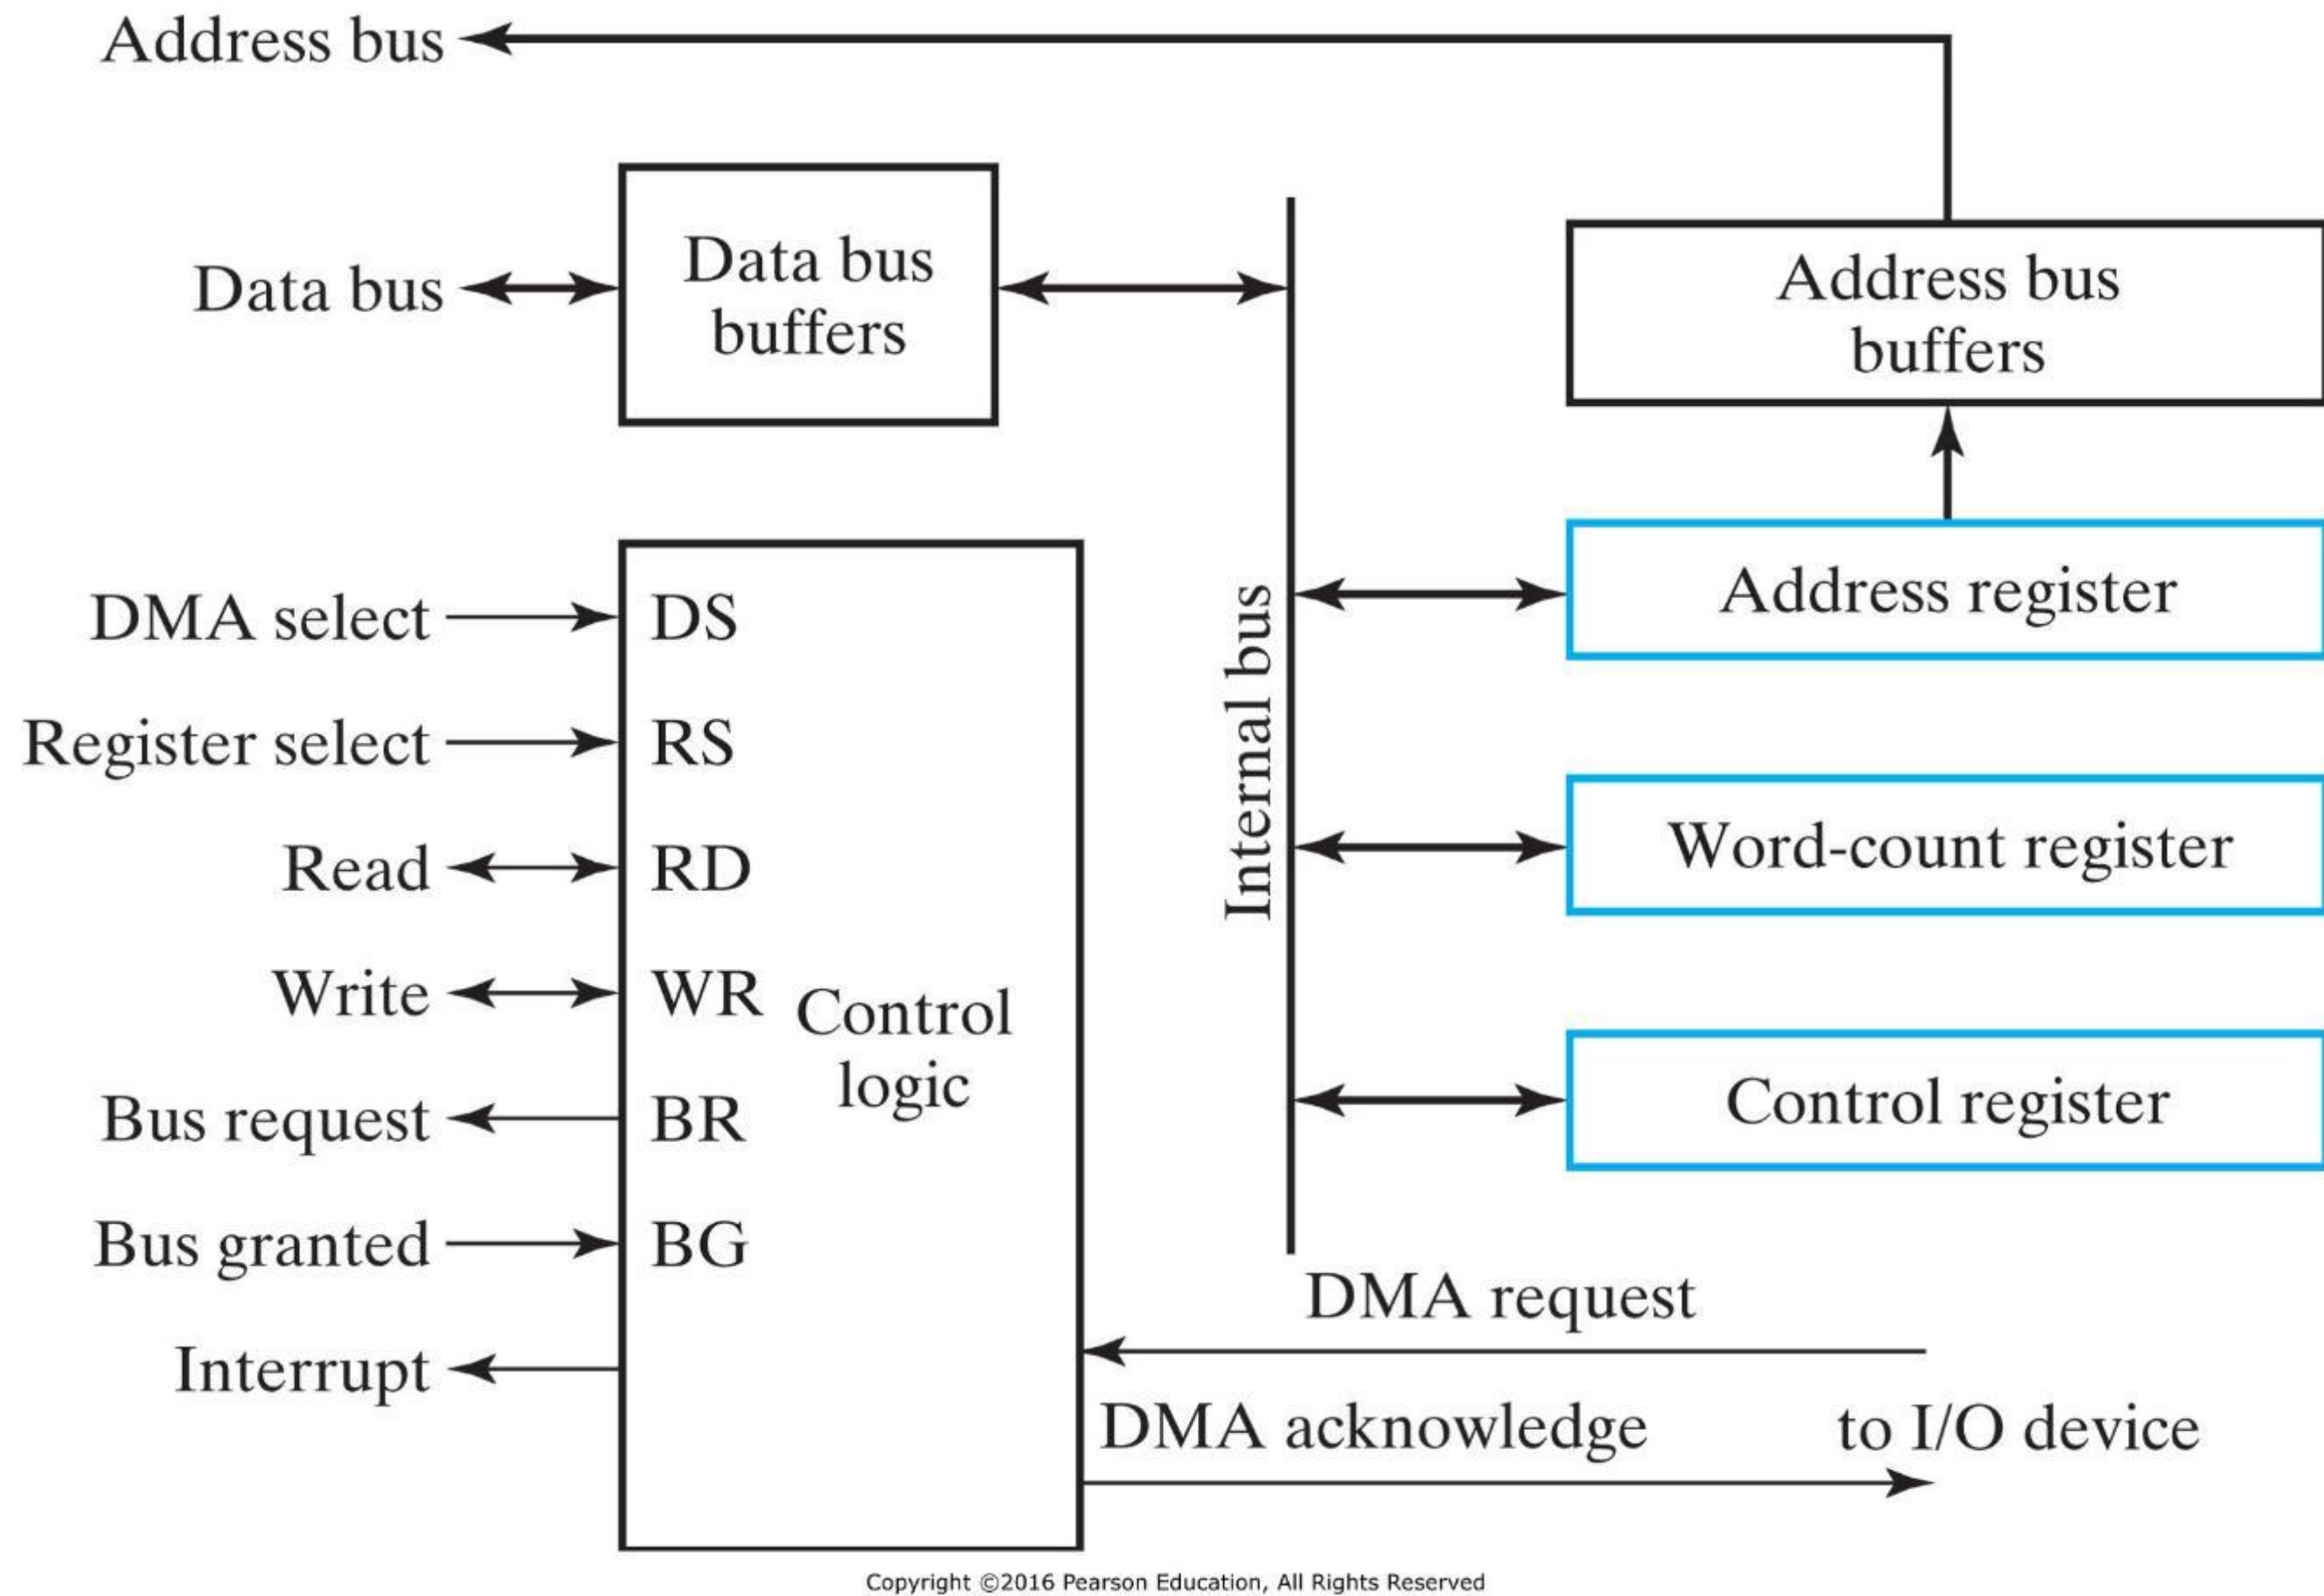 Address bus
Data bus
Data bus
buffers
Address bus
buffers
Internal bus
Address register
Word-count register
Control register
DMA select
DS
Register select
RS
Read
RD
Write
WR
Control
logic
Bus request
BR
Bus granted
BG
Interrupt
DMA request
DMA acknowledge
to I/O device
Copyright ©2016 Pearson Education, All Rights Reserved